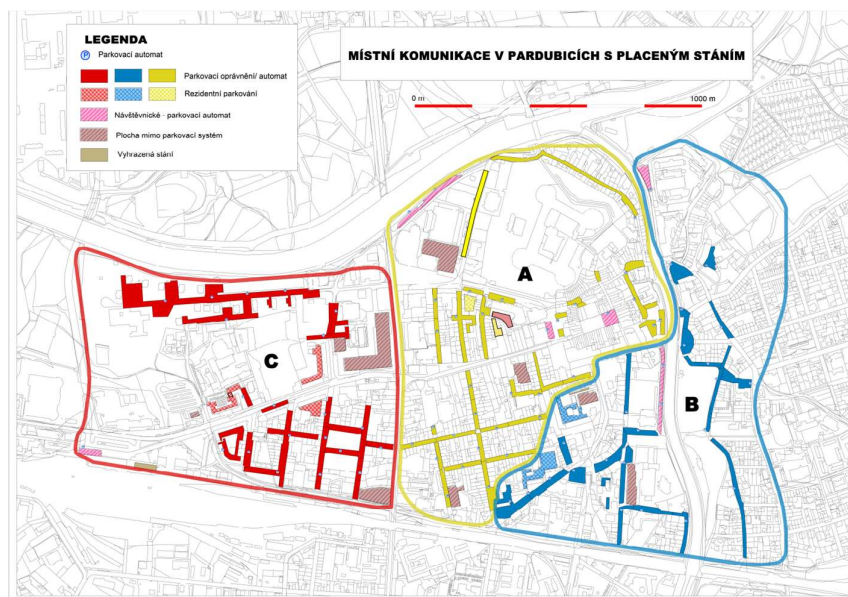 LEGENDA
Parkovací automat
Parkovací oprávnění/ automat
Rezidentní parkování
Návštěvnické - parkovací automat
Plocha mimo parkovací systém
Vyhrazená stání
MÍSTNÍ KOMUNIKACE V PARDUBICÍCH S PLACENÝM STÁNÍM
0 m
1000 m
A
B
C